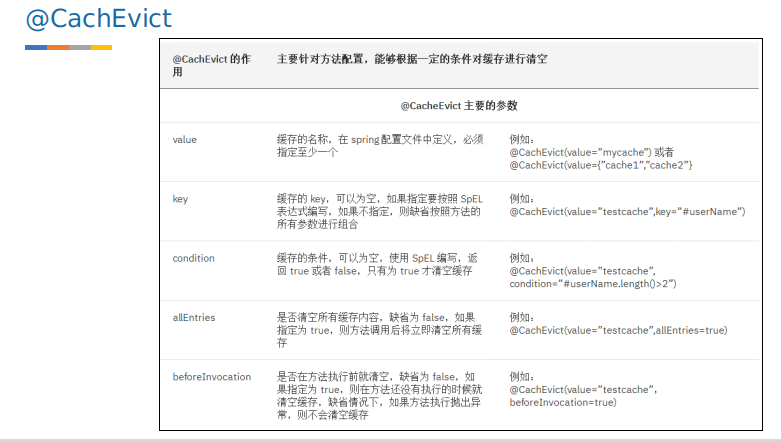 @CachEvict
@CachEvict 的作
用
主要针对方法配置，能够根据一定的条件对缓存进行清空
@CacheEvict 主要的参数
value
缓存的名称，在 spring 配置文件中定义，必须
指定至少一个
例如：
@CachEvict(value=”mycache”) 或者
@CachEvict(value={”cache1”,”cache2”}
key
缓存的 key，可以为空，如果指定要按照 SpEL
表达式编写，如果不指定，则缺省按照方法的
所有参数进行组合
例如：
@CachEvict(value=”testcache”,key=”#userName”)
condition
缓存的条件，可以为空，使用 SpEL 编写，返
回 true 或者 false，只有为 true 才清空缓存
例如：
@CachEvict(value=”testcache”,
condition=”#userName.length()>2”)
allEntries
是否清空所有缓存内容，缺省为 false，如果
指定为 true，则方法调用后将立即清空所有缓
存
例如：
@CachEvict(value=”testcache”,allEntries=true)
beforeInvocation
是否在方法执行前就清空，缺省为 false，如
果指定为 true，则在方法还没有执行的时候就
清空缓存，缺省情况下，如果方法执行抛出异
常，则不会清空缓存
例如：
@CachEvict(value=”testcache”，
beforeInvocation=true)